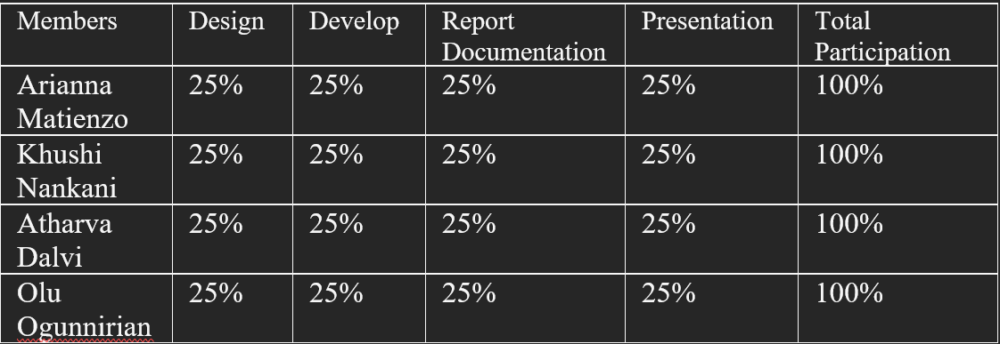 Members Design Develop Report Documentation Presentation Total Participation
Arianna Matienzo 25% 25% 25% 25% 100%
Khushi Nankani 25% 25% 25% 25% 100%
Atharva Dalvi 25% 25% 25% 25% 100%
Olu Ogunnirian 25% 25% 25% 25% 100%